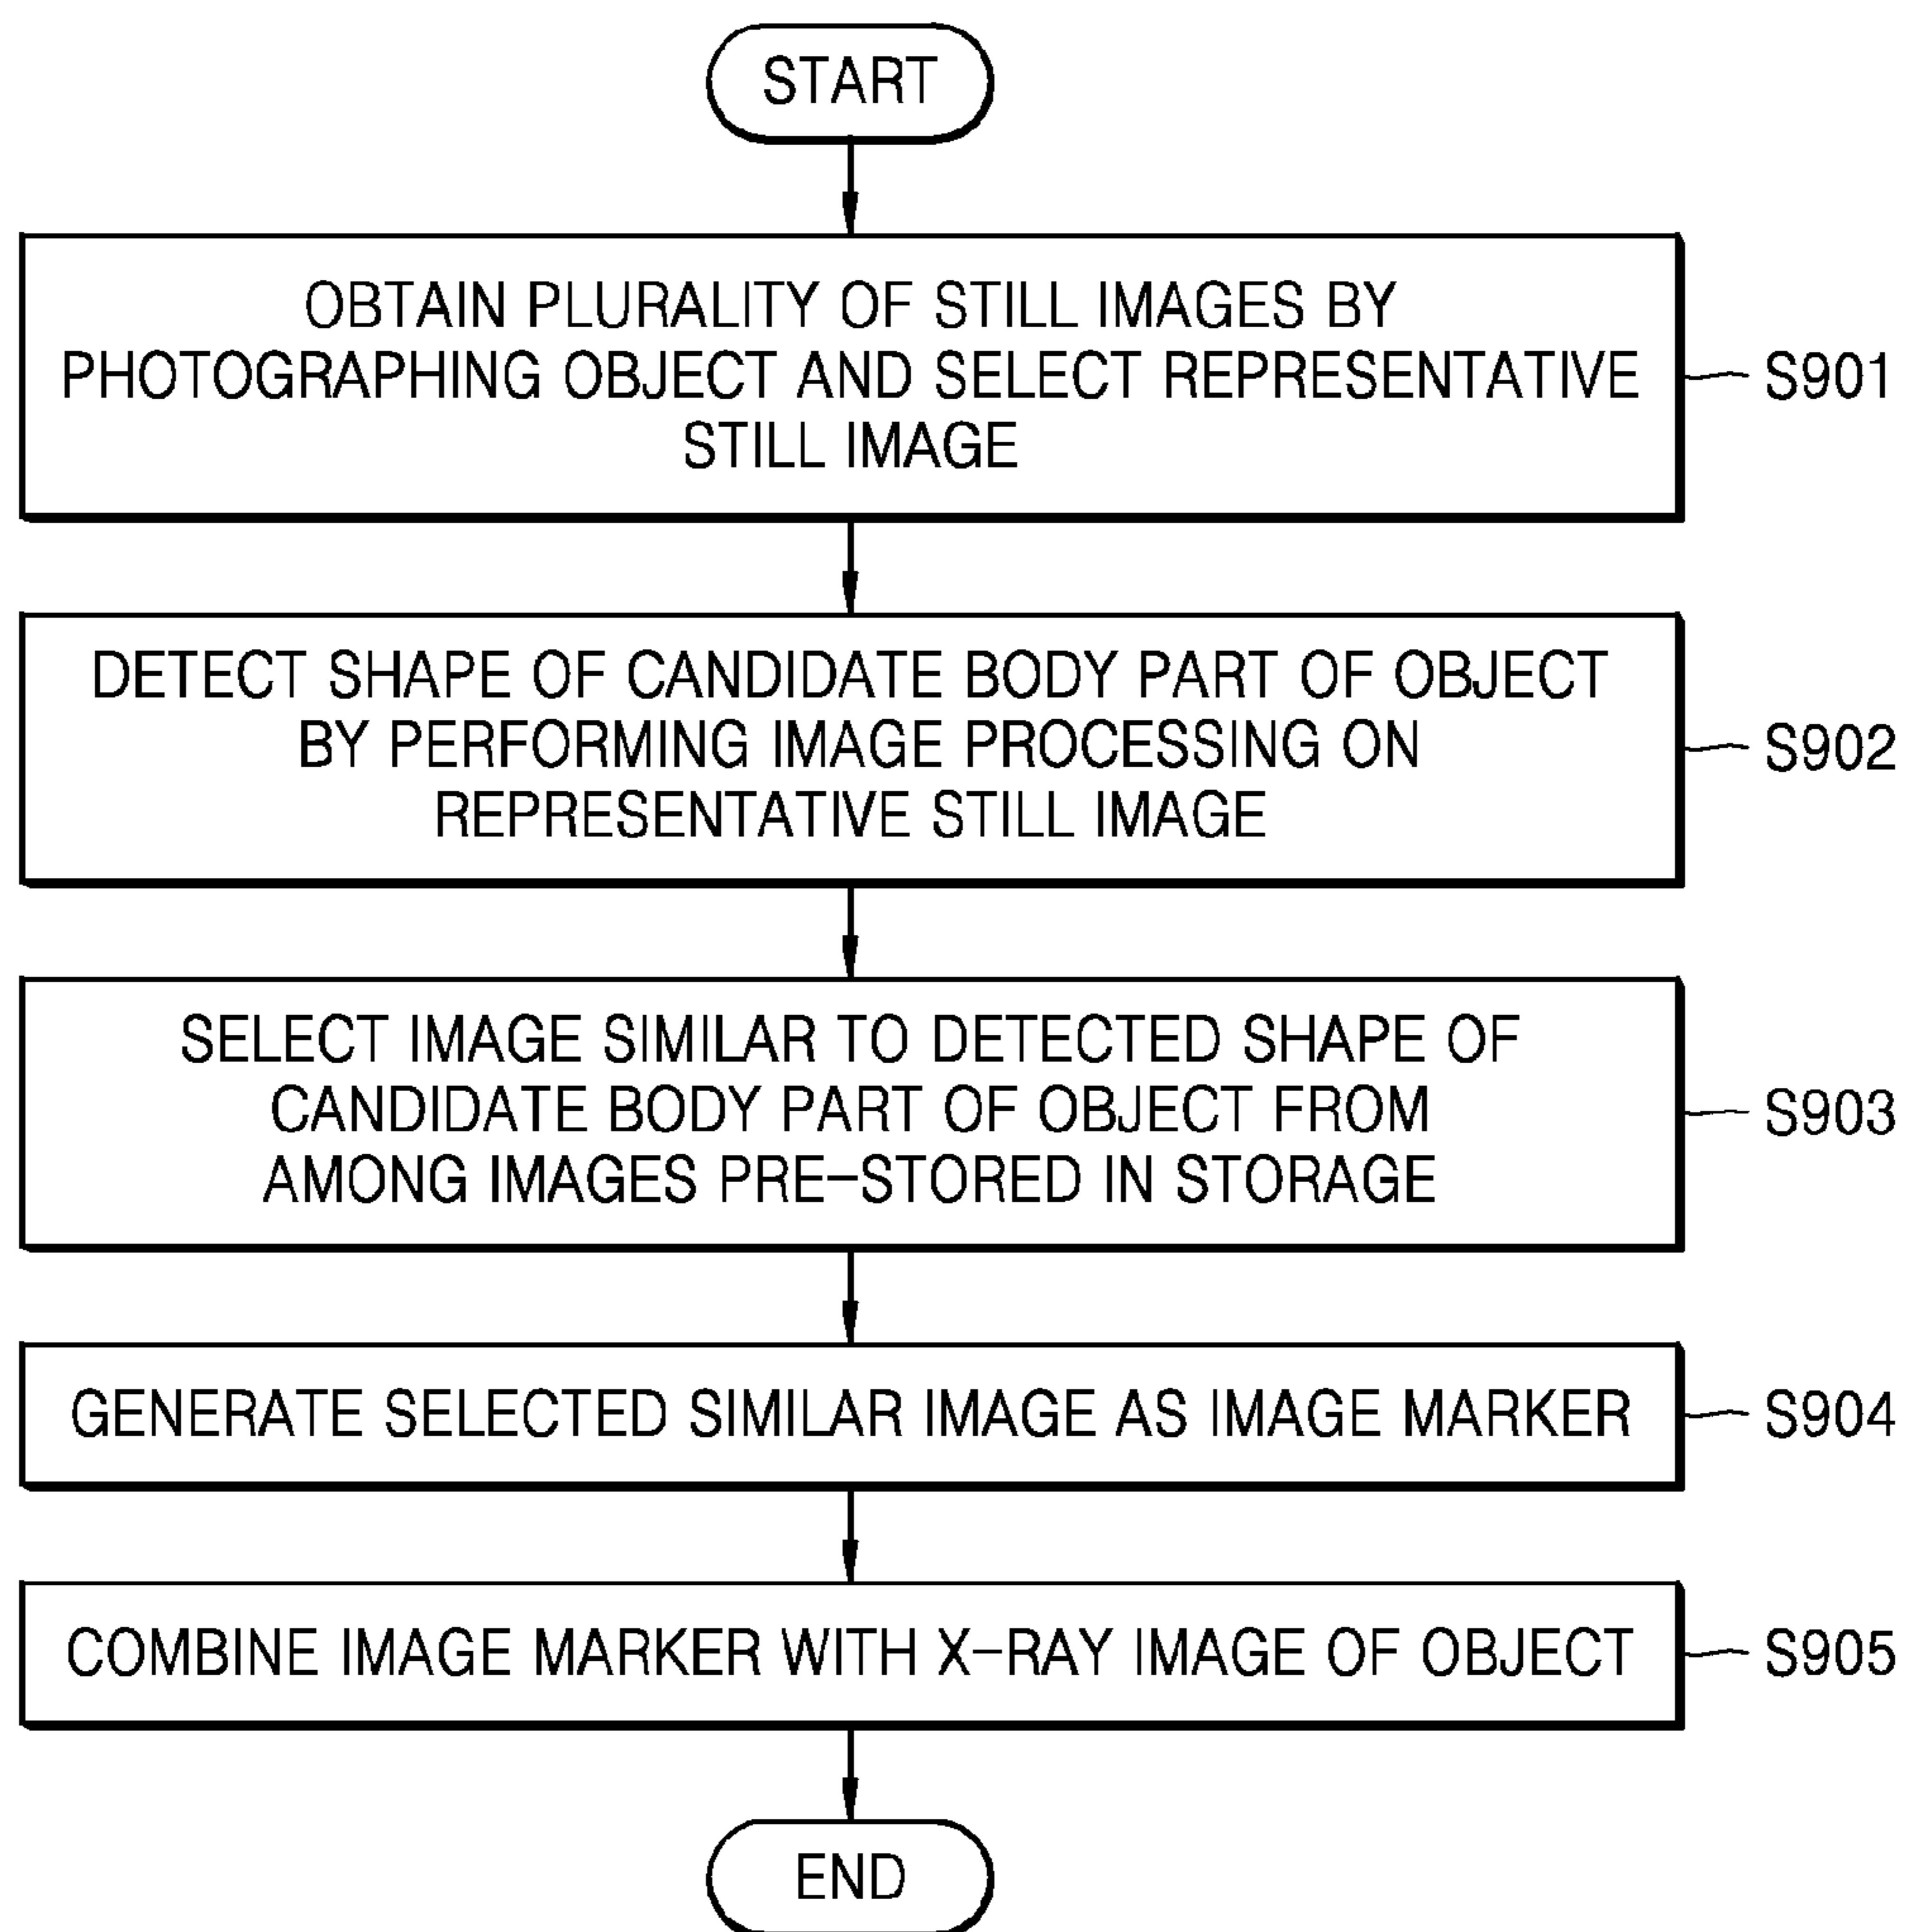 START
OBTAIN PLURALITY OF STILL IMAGES BY
PHOTOGRAPHING OBJECT AND SELECT REPRESENTATIVE
STILL IMAGE
S901
DETECT SHAPE OF CANDIDATE BODY PART OF OBJECT
BY PERFORMING IMAGE PROCESSING ON
REPRESENTATIVE STILL IMAGE
S902
SELECT IMAGE SIMILAR TO DETECTED SHAPE OF
CANDIDATE BODY PART OF OBJECT FROM
AMONG IMAGES PRE-STORED IN STORAGE
S903
GENERATE SELECTED SIMILAR IMAGE AS IMAGE MARKER
S904
COMBINE IMAGE MARKER WITH X-RAY IMAGE OF OBJECT
S905
END